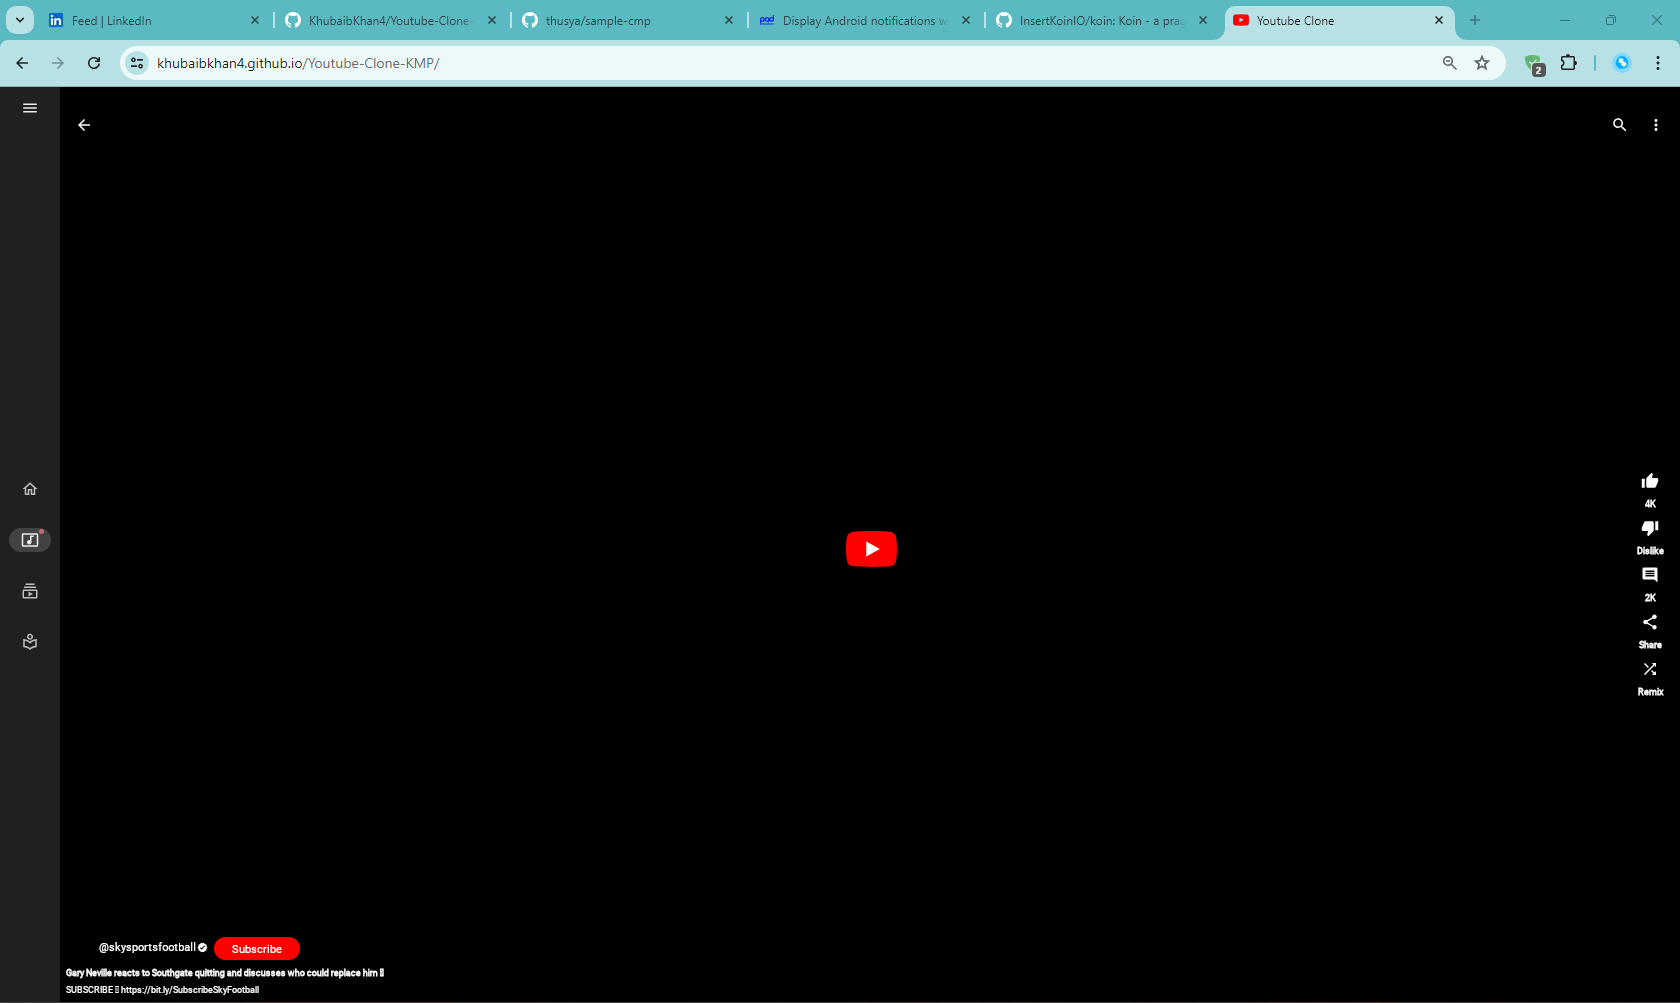 Feed | LinkedIn
KhubaibKhan4/Youtube-Clone-
thusya/sample-cmp
Display Android notifications w
InsertKoinIO/koin: Koin - a prag
Youtube Clone
khubaibkhan4.github.io/Youtube-Clone-KMP/
2
4K
Dislike
2K
Share
Remix
@skysportsfootball
Subscribe
Gary Neville reacts to Southgate quitting and discusses who could replace him
SUBSCRIBE https://bit.ly/SubscribeSkyFootball